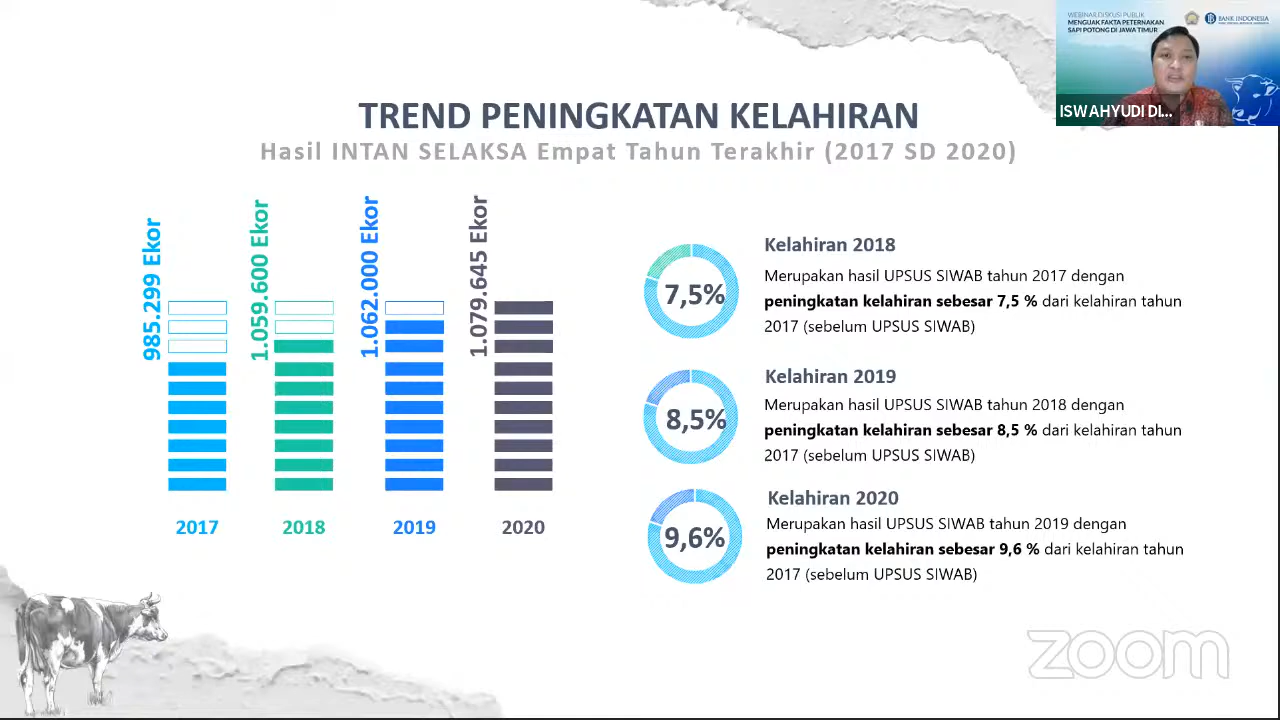 WEBINAR DISKUSI PUBLIK
MENGUAK FAKTA PETERNAKAN
SAPI POTONG DI JAWA TIMUR
BANK INDONESIA
ISWAHYUDI DI...
TREND PENINGKATAN KELAHIRAN
Hasil INTAN SELAKSA Empat Tahun Terakhir (2017 SD 2020)
985.299 Ekor
1.059.600 Ekor
1.062.000 Ekor
1.079.645 Ekor
2017
2018
2019
2020
7,5%
Kelahiran 2018
Merupakan hasil UPSUS SIWAB tahun 2017 dengan
peningkatan kelahiran sebesar 7,5 % dari kelahiran tahun
2017 (sebelum UPSUS SIWAB)
8,5%
Kelahiran 2019
Merupakan hasil UPSUS SIWAB tahun 2018 dengan
peningkatan kelahiran sebesar 8,5 % dari kelahiran tahun
2017 (sebelum UPSUS SIWAB)
9,6%
Kelahiran 2020
Merupakan hasil UPSUS SIWAB tahun 2019 dengan
peningkatan kelahiran sebesar 9,6 % dari kelahiran tahun
2017 (sebelum UPSUS SIWAB)
zoom